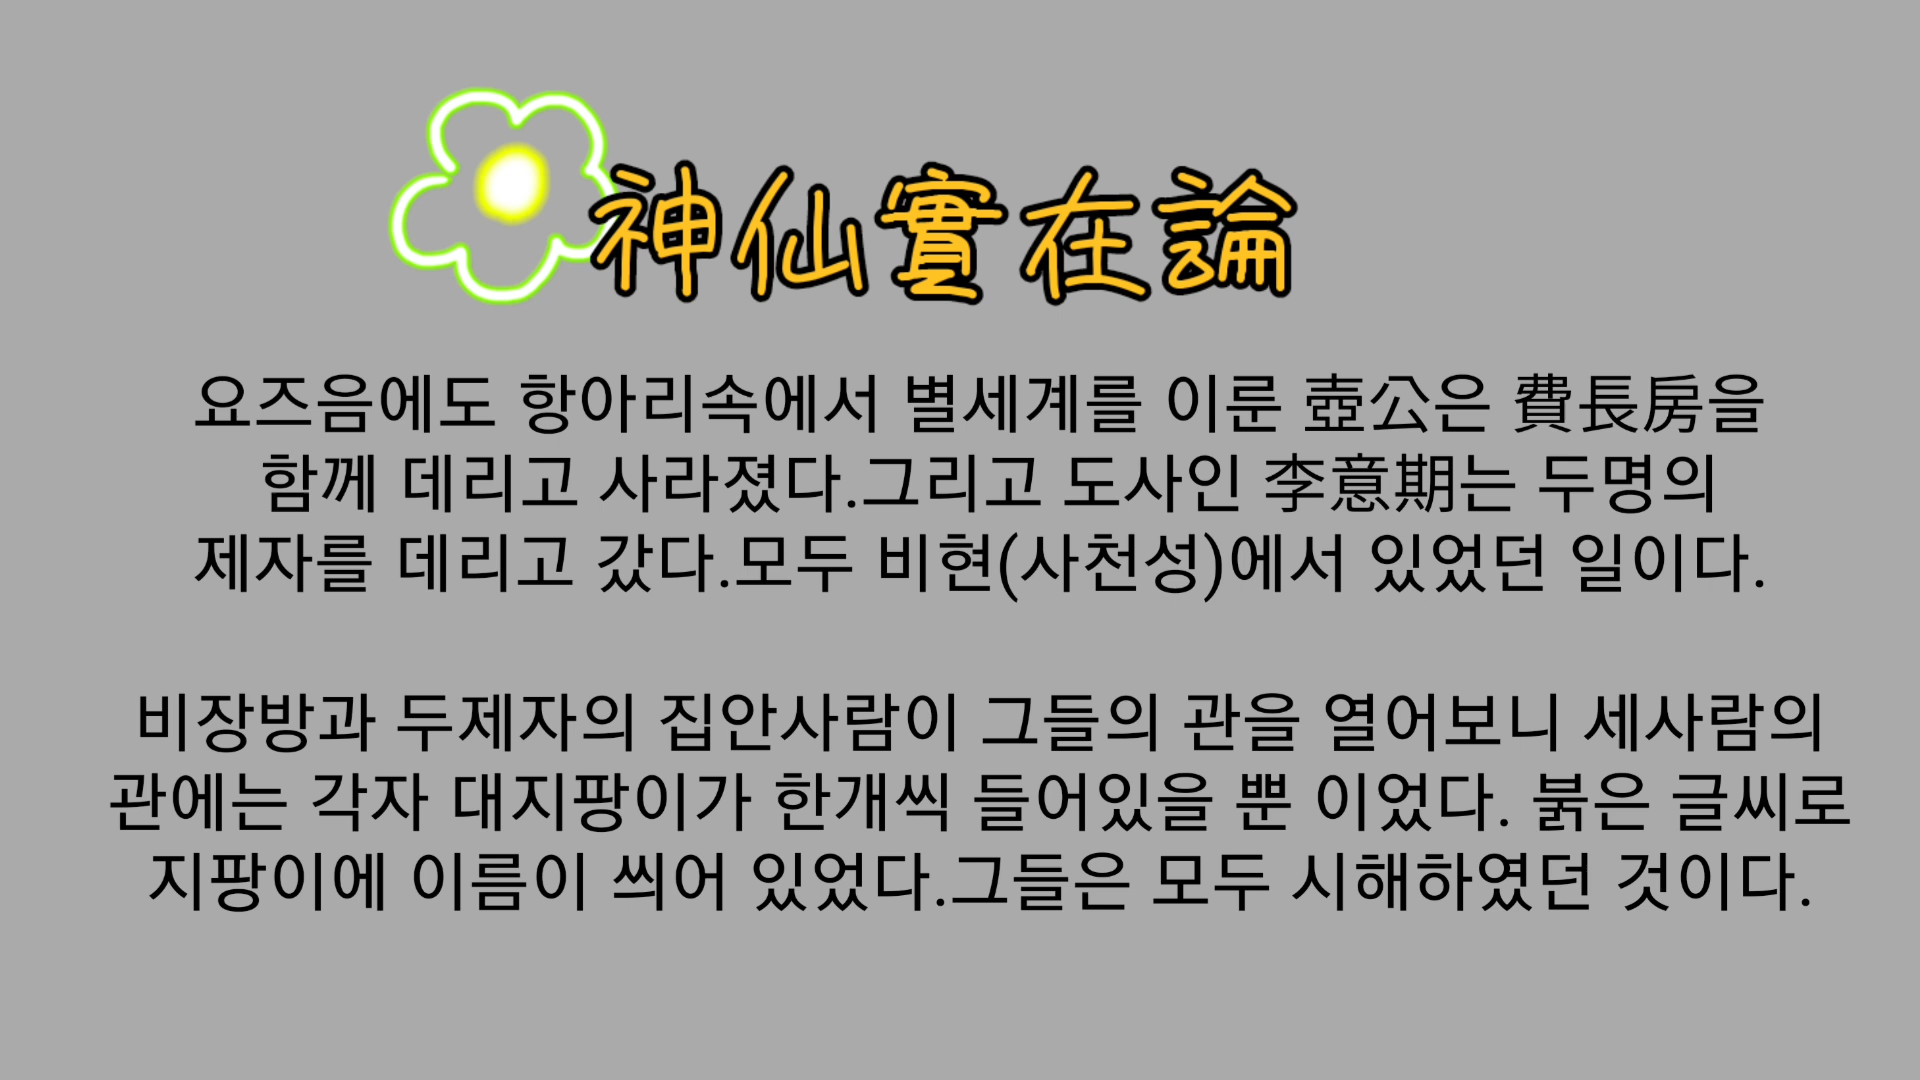 神仙實在論
요즈음에도 항아리속에서 별세계를 이룬 壺公은 費長房을
함께 데리고 사라졌다.그리고 도사인 李意期는 두명의
제자를 데리고 갔다.모두 비현(사천성)에서 있었던 일이다.
비장방과 두제자의 집안사람이 그들의 관을 열어보니 세사람의
관에는 각자 대지팡이가 한개씩 들어있을 뿐 이었다. 붉은 글씨로
지팡이에 이름이 씌어 있었다.그들은 모두 시해하였던 것이다.